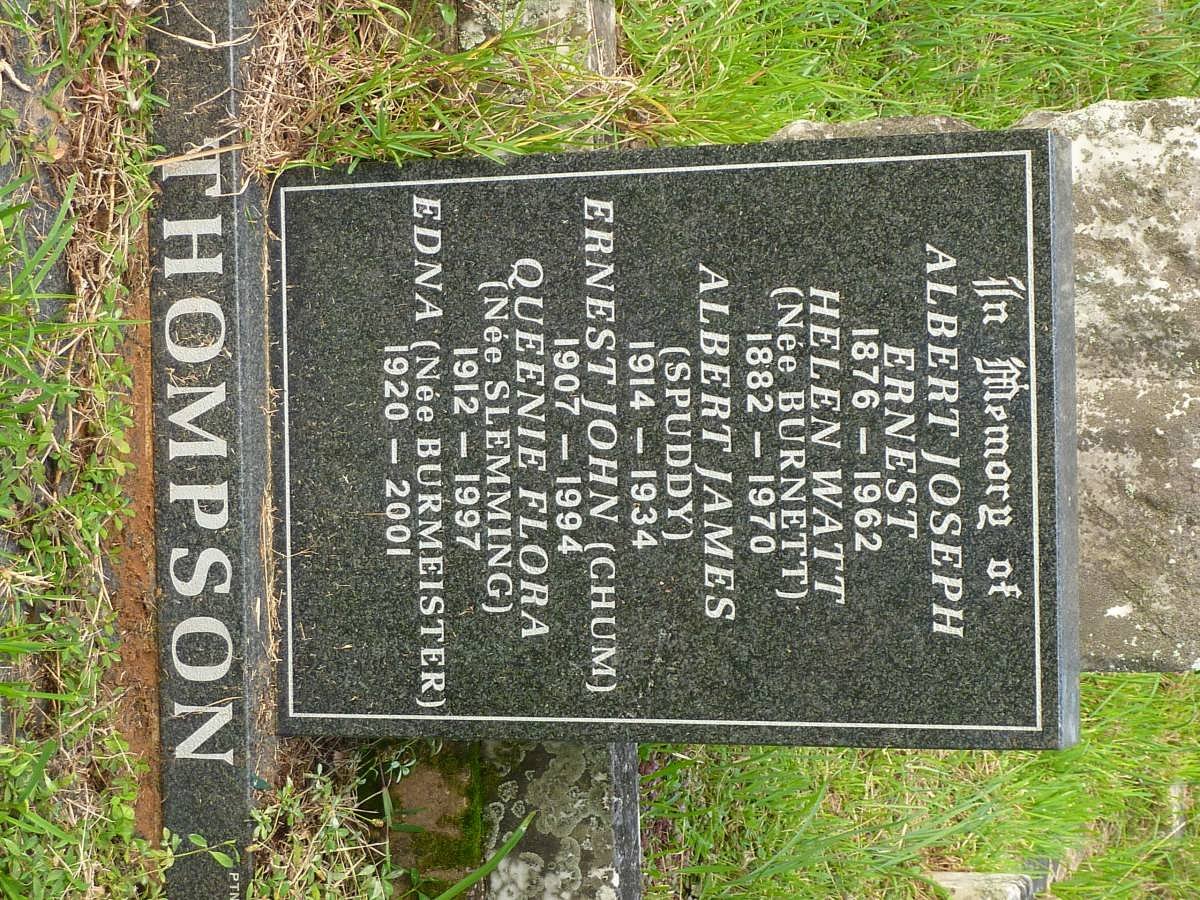 In Memory of
ALBERT JOSEPH
ERNEST
1876 – 1962
HELEN WATT
(Née BURNETT)
1882 – 1970
ALBERT JAMES
(SPUDDY)
1914 – 1934
ERNEST JOHN (CHUM)
1907 – 1994
QUEENIE FLORA
(Née SLEMMING)
1912 – 1997
EDNA (Née BURMEISTER)
1920 – 2001
THOMPSON